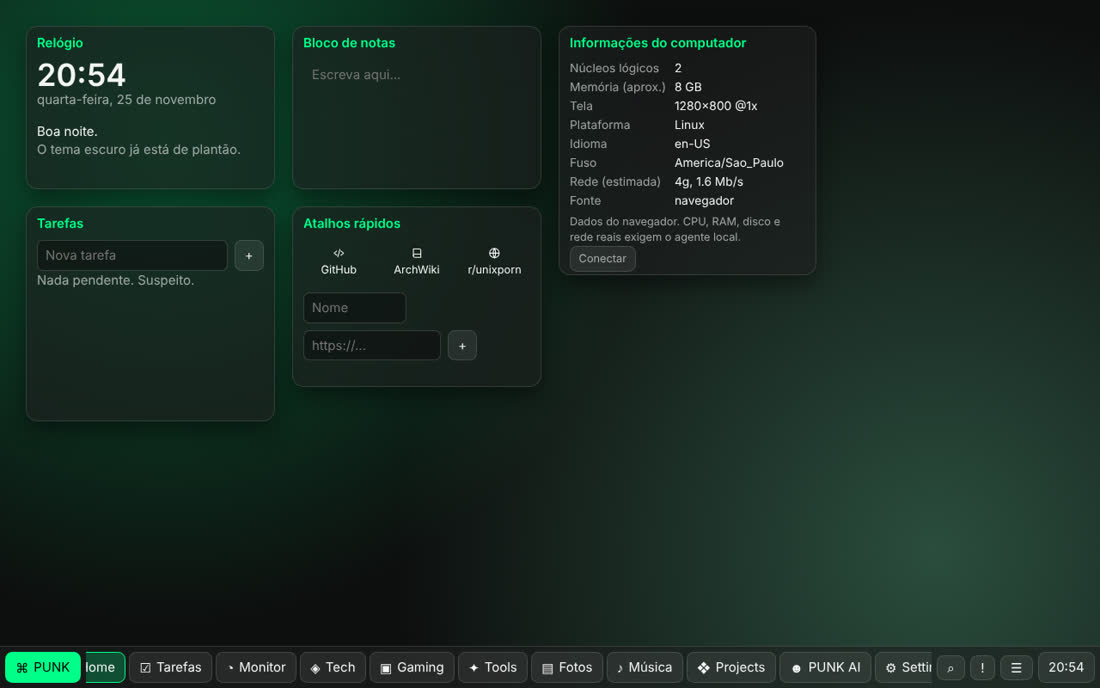 Relógio
20:54
quarta-feira, 25 de novembro
Boa noite.
O tema escuro já está de plantão.
Bloco de notas
Escreva aqui...
Informações do computador
Núcleos lógicos 2
Memória (aprox.) 8 GB
Tela 1280×800 @1x
Plataforma Linux
Idioma en-US
Fuso America/Sao_Paulo
Rede (estimada) 4g, 1.6 Mb/s
Fonte navegador
Dados do navegador. CPU, RAM, disco e
rede reais exigem o agente local.
Conectar
Tarefas
Nova tarefa +
Nada pendente. Suspeito.
Atalhos rápidos
GitHub ArchWiki r/unixporn
Nome
https://... +
⌘ PUNK ome Tarefas Monitor Tech Gaming Tools Fotos Música Projects PUNK AI Settin ! ☰ 20:54